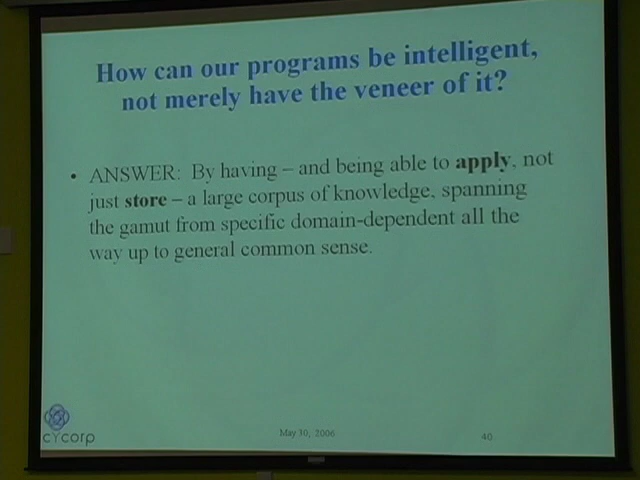 How can our programs be intelligent,
not merely have the veneer of it?
• ANSWER: By having – and being able to apply, not
just store – a large corpus of knowledge, spanning
the gamut from specific domain-dependent all the
way up to general common sense.
cycorp
May 30, 2006
40